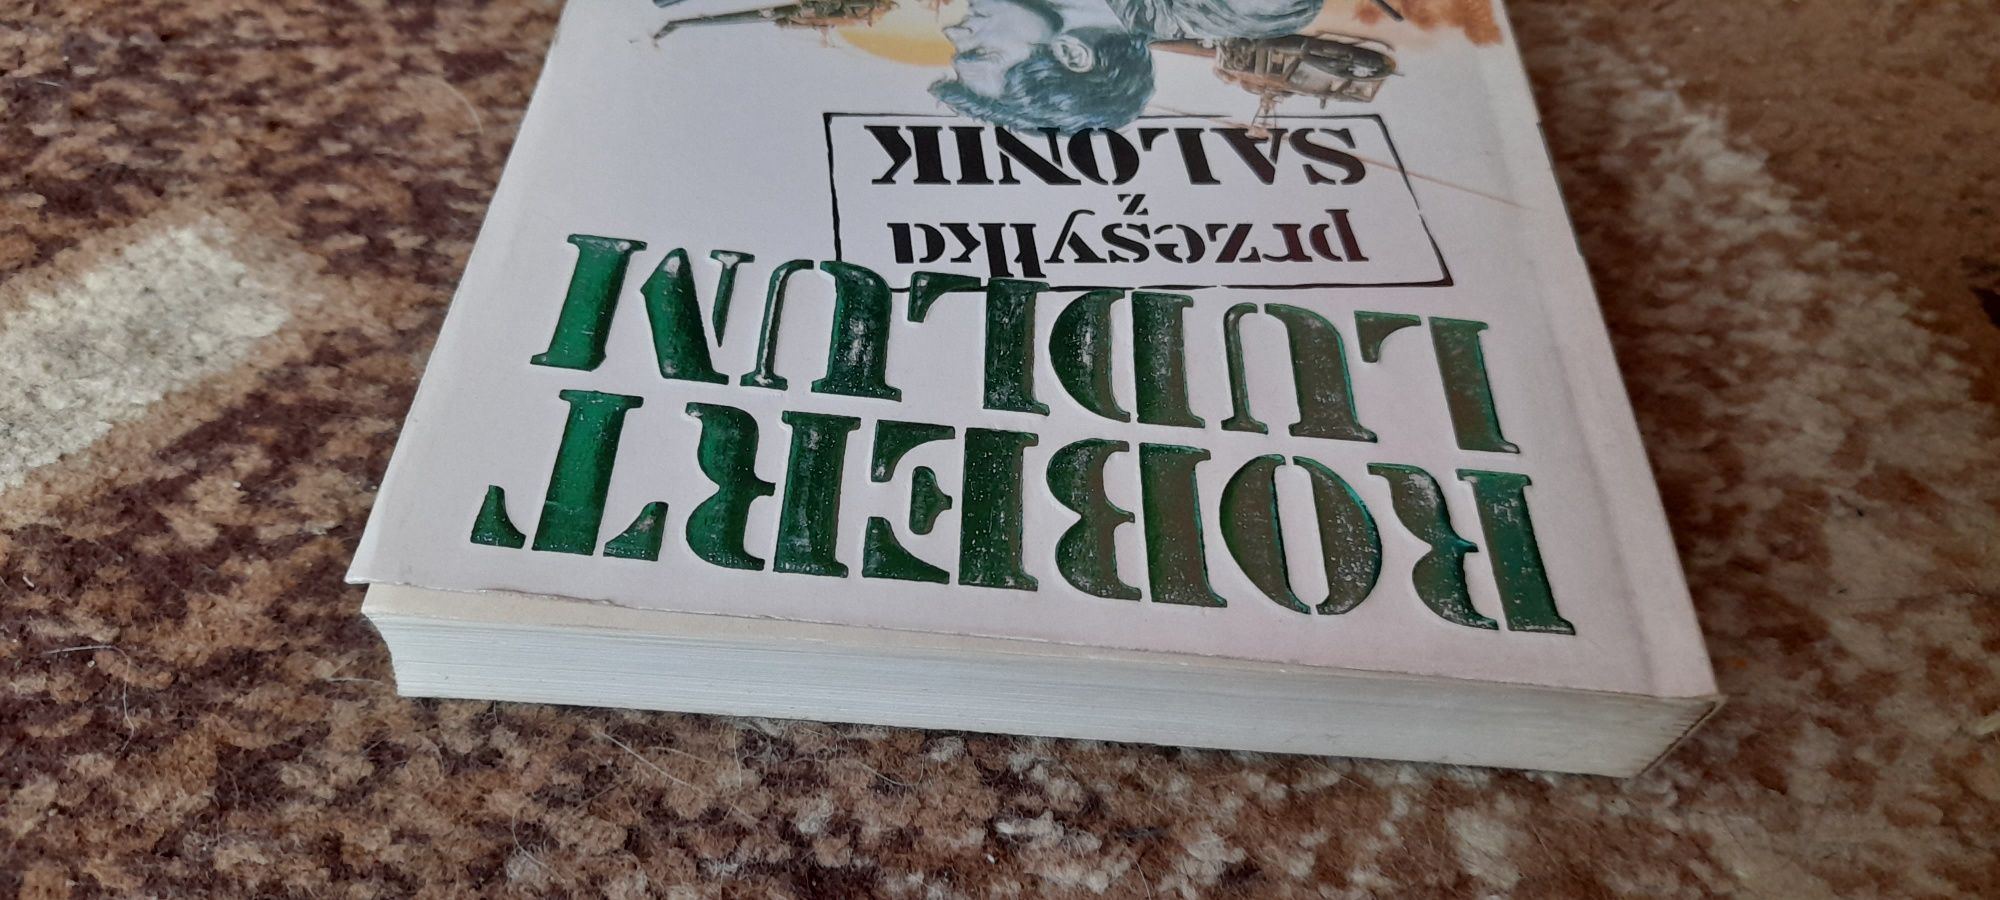 ROBERT
LUDLUM
przesyłka
z
SALONIK